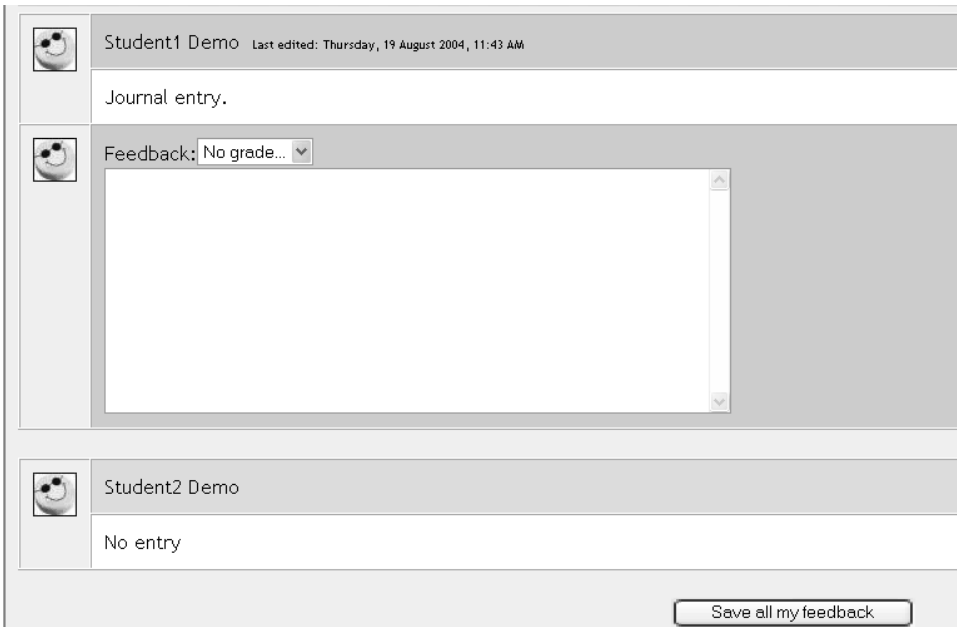 Student1 Demo Last edited: Thursday, 19 August 2004, 11:43 AM
Journal entry.
Feedback: No grade...
Student2 Demo
No entry
Save all my feedback